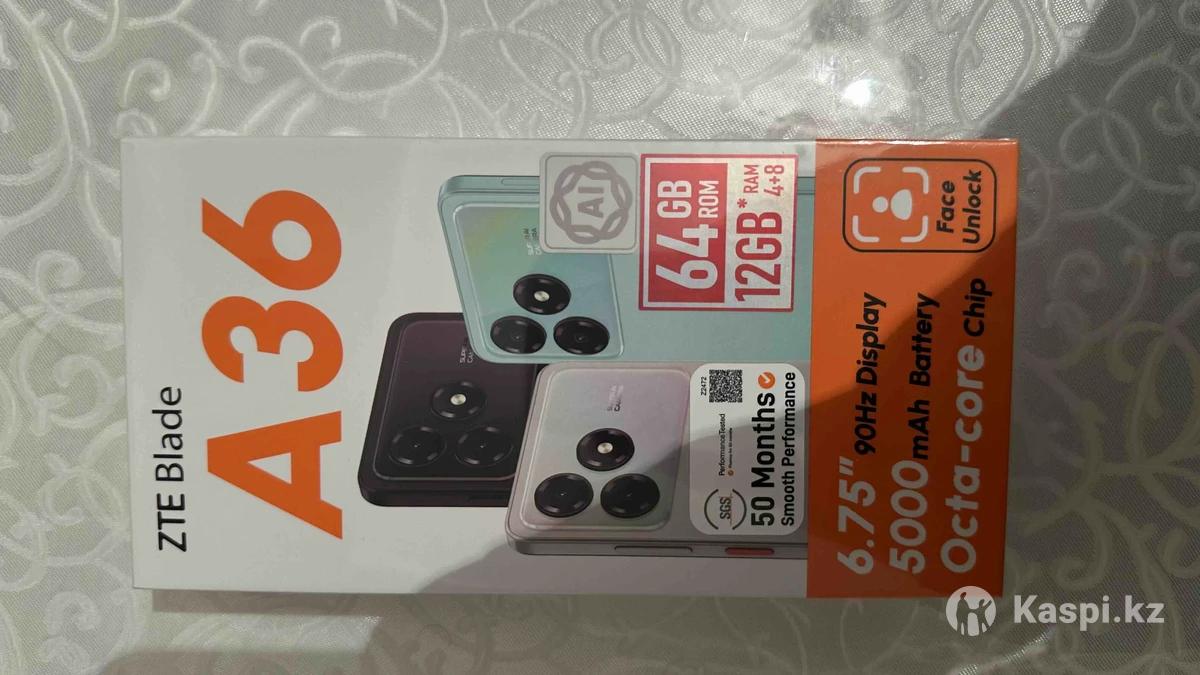 ZTE Blade
A36
AI
64 GB
ROM
12GB* RAM
4+8
Face
Unlock
SGS
Performance Tested
Z2472
50 Months
Smooth Performance
6.75” 90Hz Display
5000mAh Battery
Octa-core Chip
Kaspi.kz